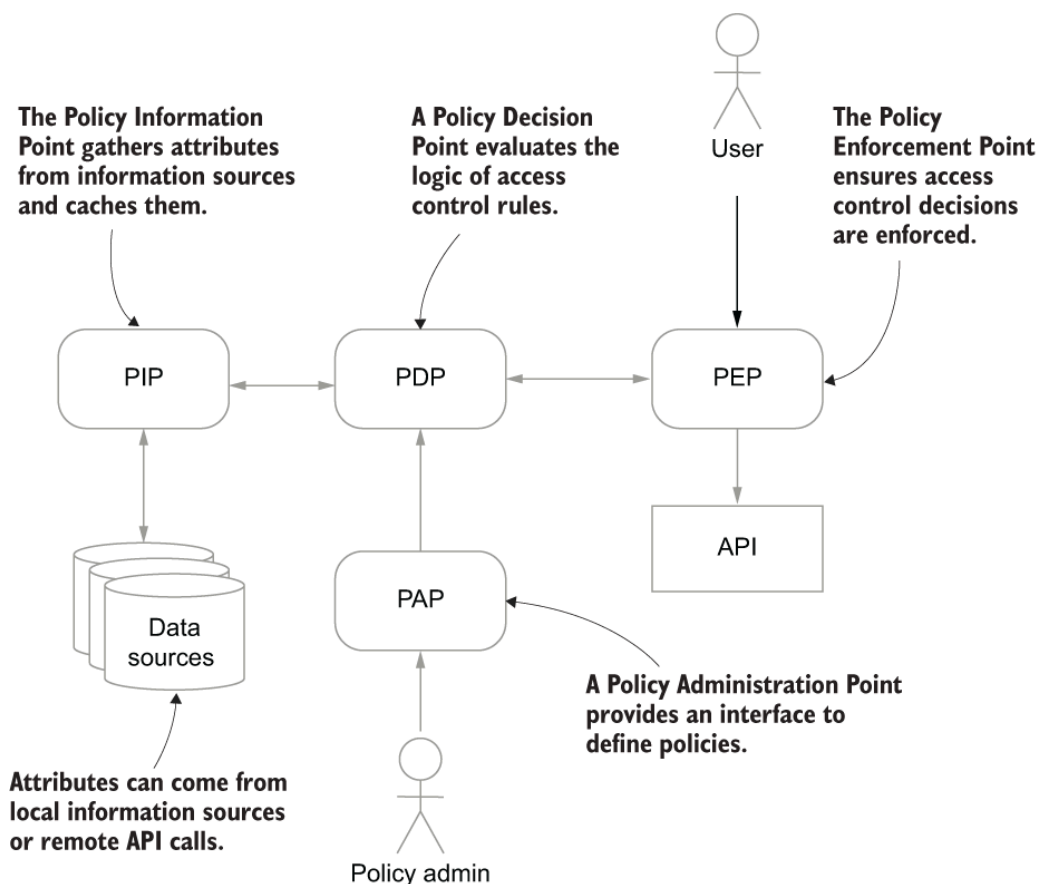 The Policy Information
Point gathers attributes
from information sources
and caches them.
A Policy Decision
Point evaluates the
logic of access
control rules.
User
The Policy
Enforcement Point
ensures access
control decisions
are enforced.
PIP
PDP
PEP
API
PAP
Data
sources
A Policy Administration Point
provides an interface to
define policies.
Attributes can come from
local information sources
or remote API calls.
Policy admin